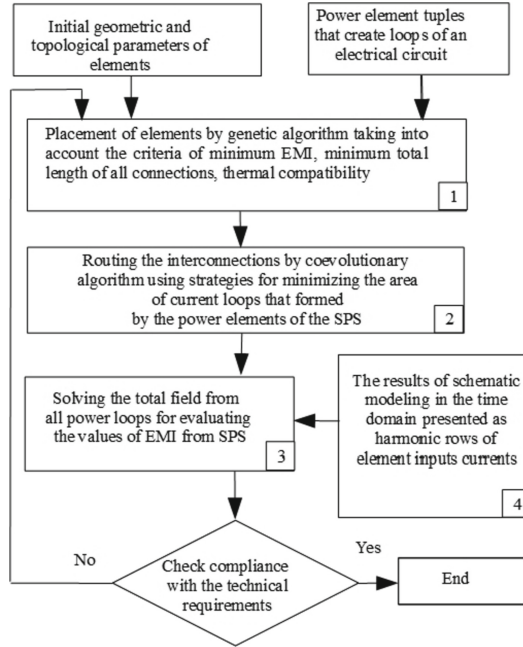 Initial geometric and
topological parameters of
elements
Power element tuples
that create loops of an
electrical circuit
Placement of elements by genetic algorithm taking into
account the criteria of minimum EMI, minimum total
length of all connections, thermal compatibility
1
Routing the interconnections by coevolutionary
algorithm using strategies for minimizing the area
of current loops that formed
by the power elements of the SPS
2
Solving the total field from
all power loops for evaluating
the values of EMI from SPS
3
The results of schematic
modeling in the time
domain presented as
harmonic rows of
element inputs currents
4
No
Check compliance
with the technical
requirements
Yes
End